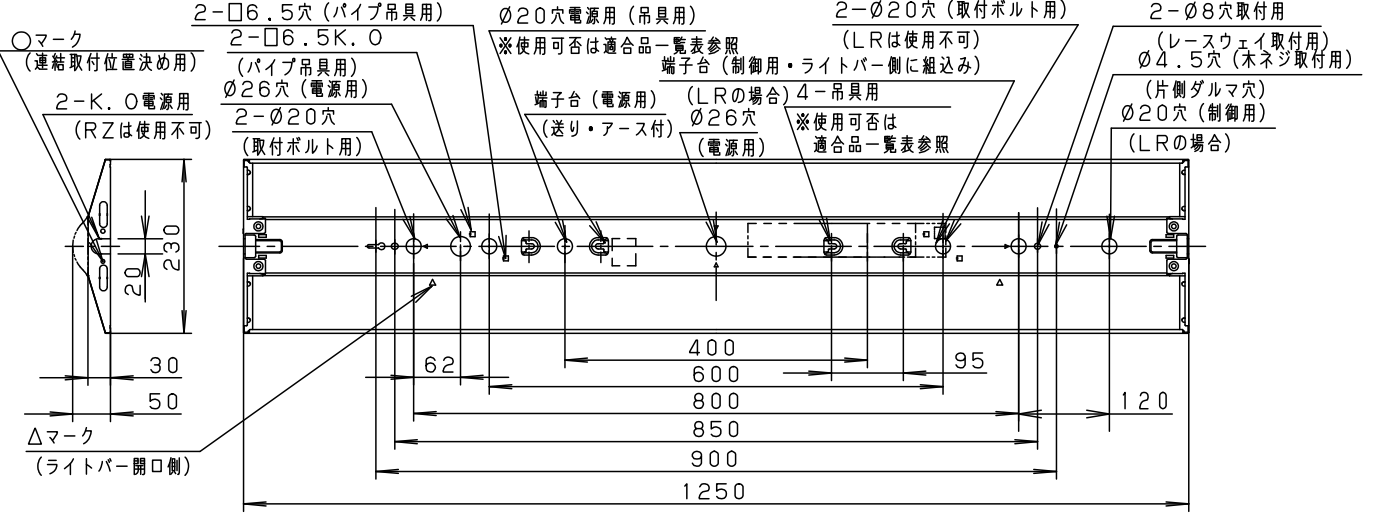 ○マーク
(連結取付位置決め用)
2-K.O電源用
(RZは使用不可)
2-□6.5穴(パイプ吊具用)
2-□6.5K.O
(パイプ吊具用)
Ø26穴(電源用)
2-Ø20穴
(取付ボルト用)
Ø20穴電源用(吊具用)
※使用可否は適合品一覧表参照
端子台(電源用)
(送り・アース付)
端子台(制御用・ライトバー側に組込み)
(LRの場合)
Ø26穴
(電源用)
4-吊具用
※使用可否は
適合品一覧表参照
2-Ø20穴(取付ボルト用)
(LRは使用不可)
2-Ø8穴取付用
(レースウェイ取付用)
Ø4.5穴(木ネジ取付用)
(片側ダルマ穴)
Ø20穴(制御用)
(LRの場合)
20
230
30
50
△マーク
(ライトバー開口側)
62
400
95
600
800
120
850
900
1250